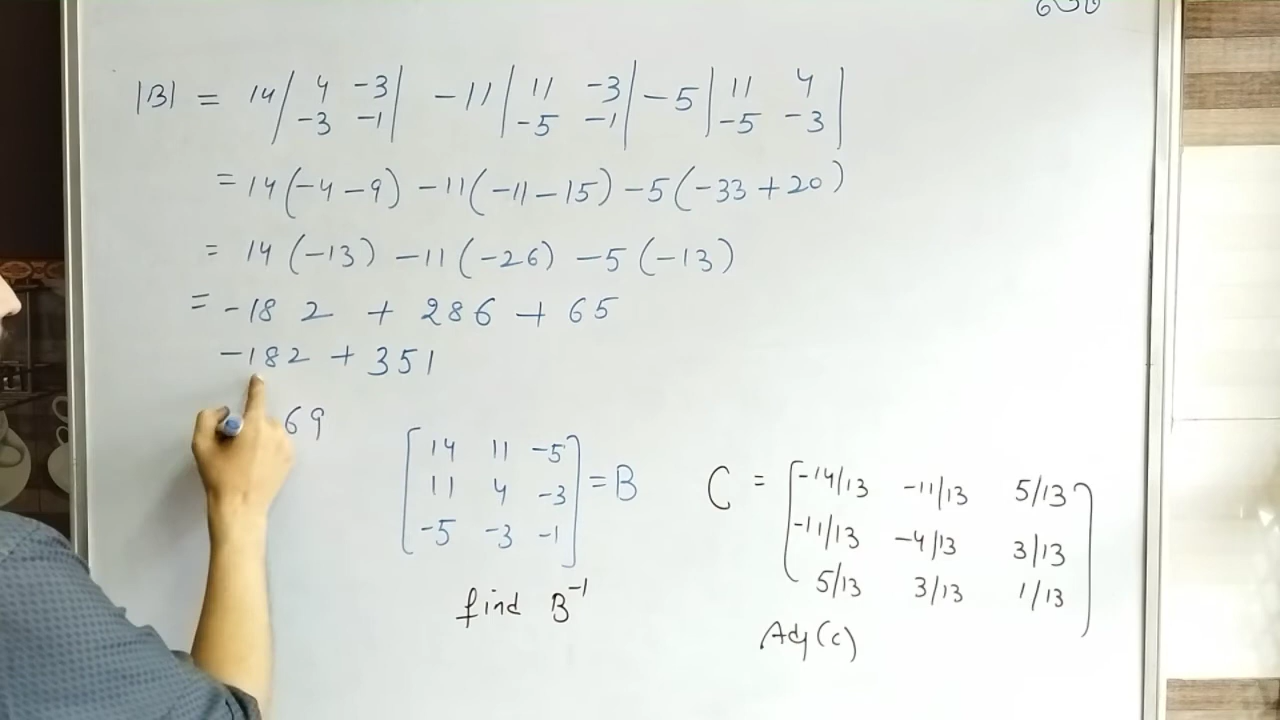 |B| = 14 | 4 -3 | -11 | 11 -3 | -5 | 11 4 |
| -3 -1 | | -5 -1 | | -5 -3 |
= 14(-4-9) -11(-11-15) -5(-33+20)
= 14(-13) -11(-26) -5(-13)
= -182 + 286 + 65
-182 + 351
69
[ 14 11 -5
11 4 -3
-5 -3 -1 ] = B
find B⁻¹
C = [ -14/13 -11/13 5/13
-11/13 -4/13 3/13
5/13 3/13 1/13 ]
Adj(C)